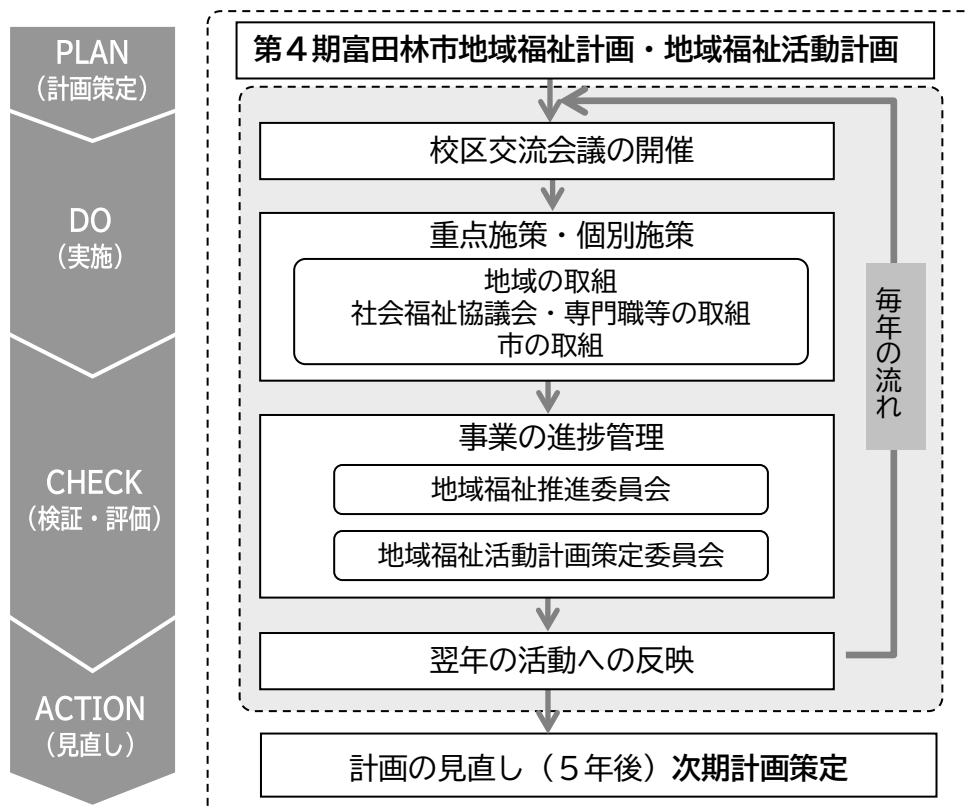 PLAN
（計画策定）
DO
（実施）
CHECK
（検証・評価）
ACTION
（見直し）
第４期富田林市地域福祉計画・地域福祉活動計画
校区交流会議の開催
重点施策・個別施策
地域の取組
社会福祉協議会・専門職等の取組
市の取組
事業の進捗管理
地域福祉推進委員会
地域福祉活動計画策定委員会
翌年の活動への反映
毎年の流れ
計画の見直し（５年後）次期計画策定